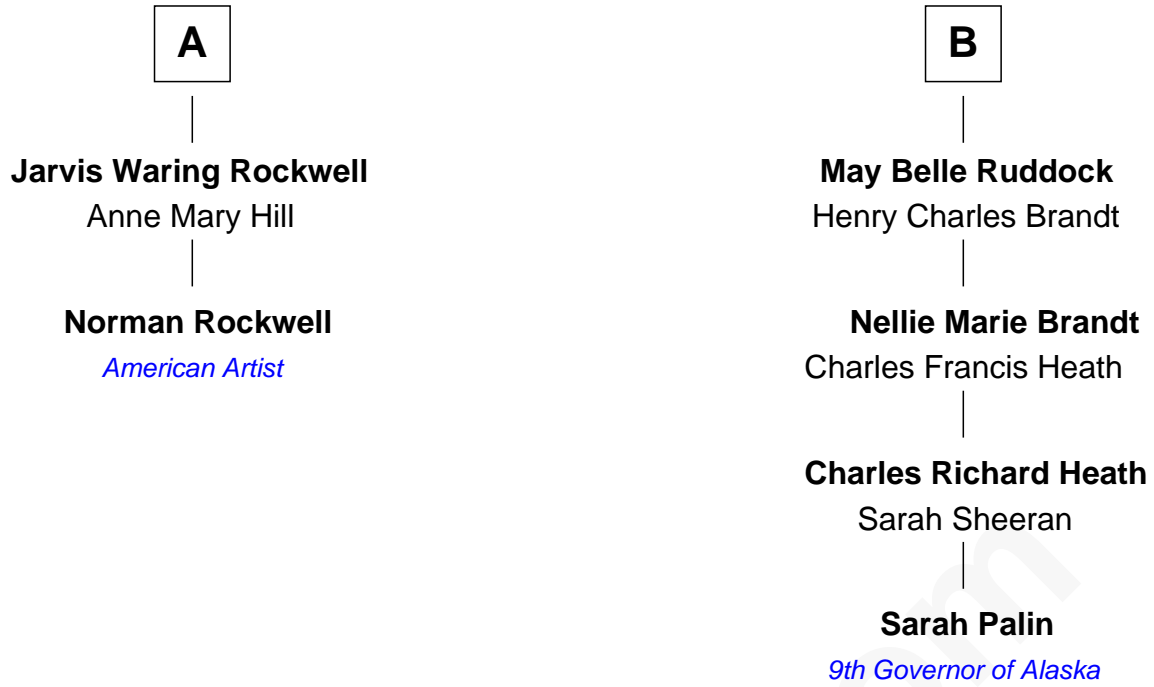 A
Jarvis Waring Rockwell
Anne Mary Hill
Norman Rockwell
American Artist
B
May Belle Ruddock
Henry Charles Brandt
Nellie Marie Brandt
Charles Francis Heath
Charles Richard Heath
Sarah Sheeran
Sarah Palin
9th Governor of Alaska